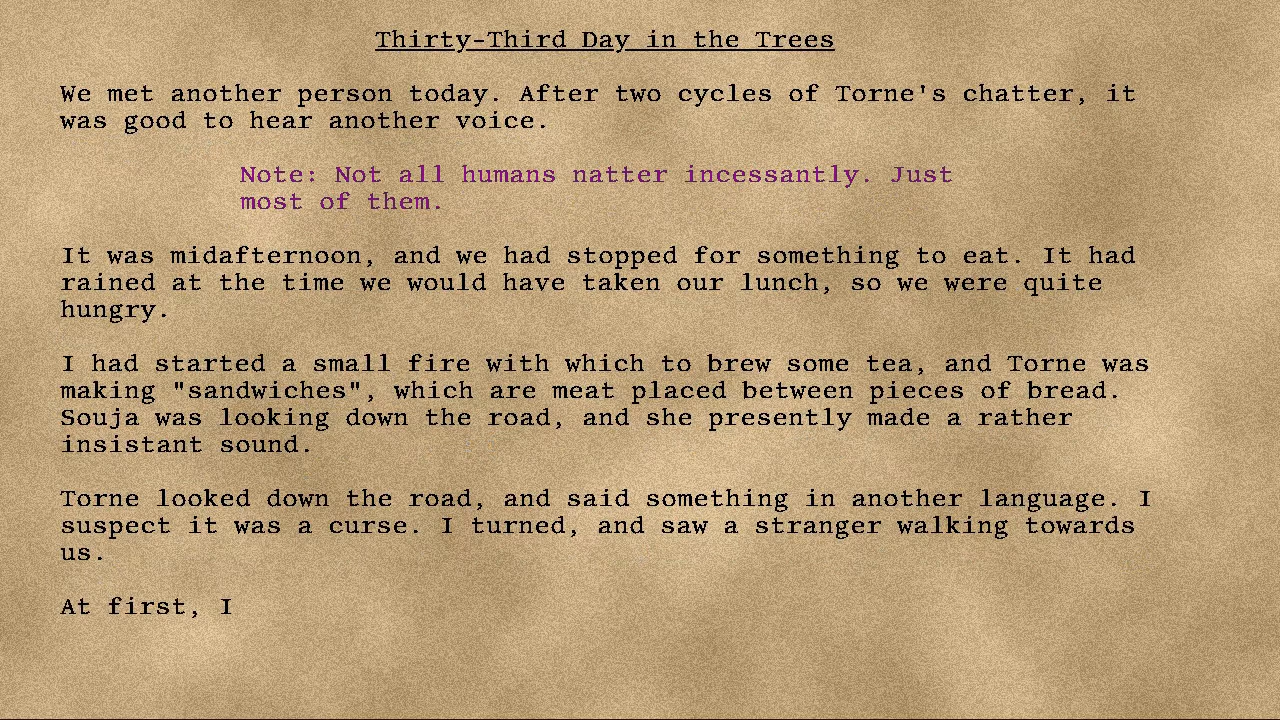 Thirty-Third Day in the Trees
We met another person today. After two cycles of Torne's chatter, it
was good to hear another voice.
Note: Not all humans natter incessantly. Just
most of them.
It was midafternoon, and we had stopped for something to eat. It had
rained at the time we would have taken our lunch, so we were quite
hungry.
I had started a small fire with which to brew some tea, and Torne was
making "sandwiches", which are meat placed between pieces of bread.
Souja was looking down the road, and she presently made a rather
insistant sound.
Torne looked down the road, and said something in another language. I
suspect it was a curse. I turned, and saw a stranger walking towards
us.
At first, I